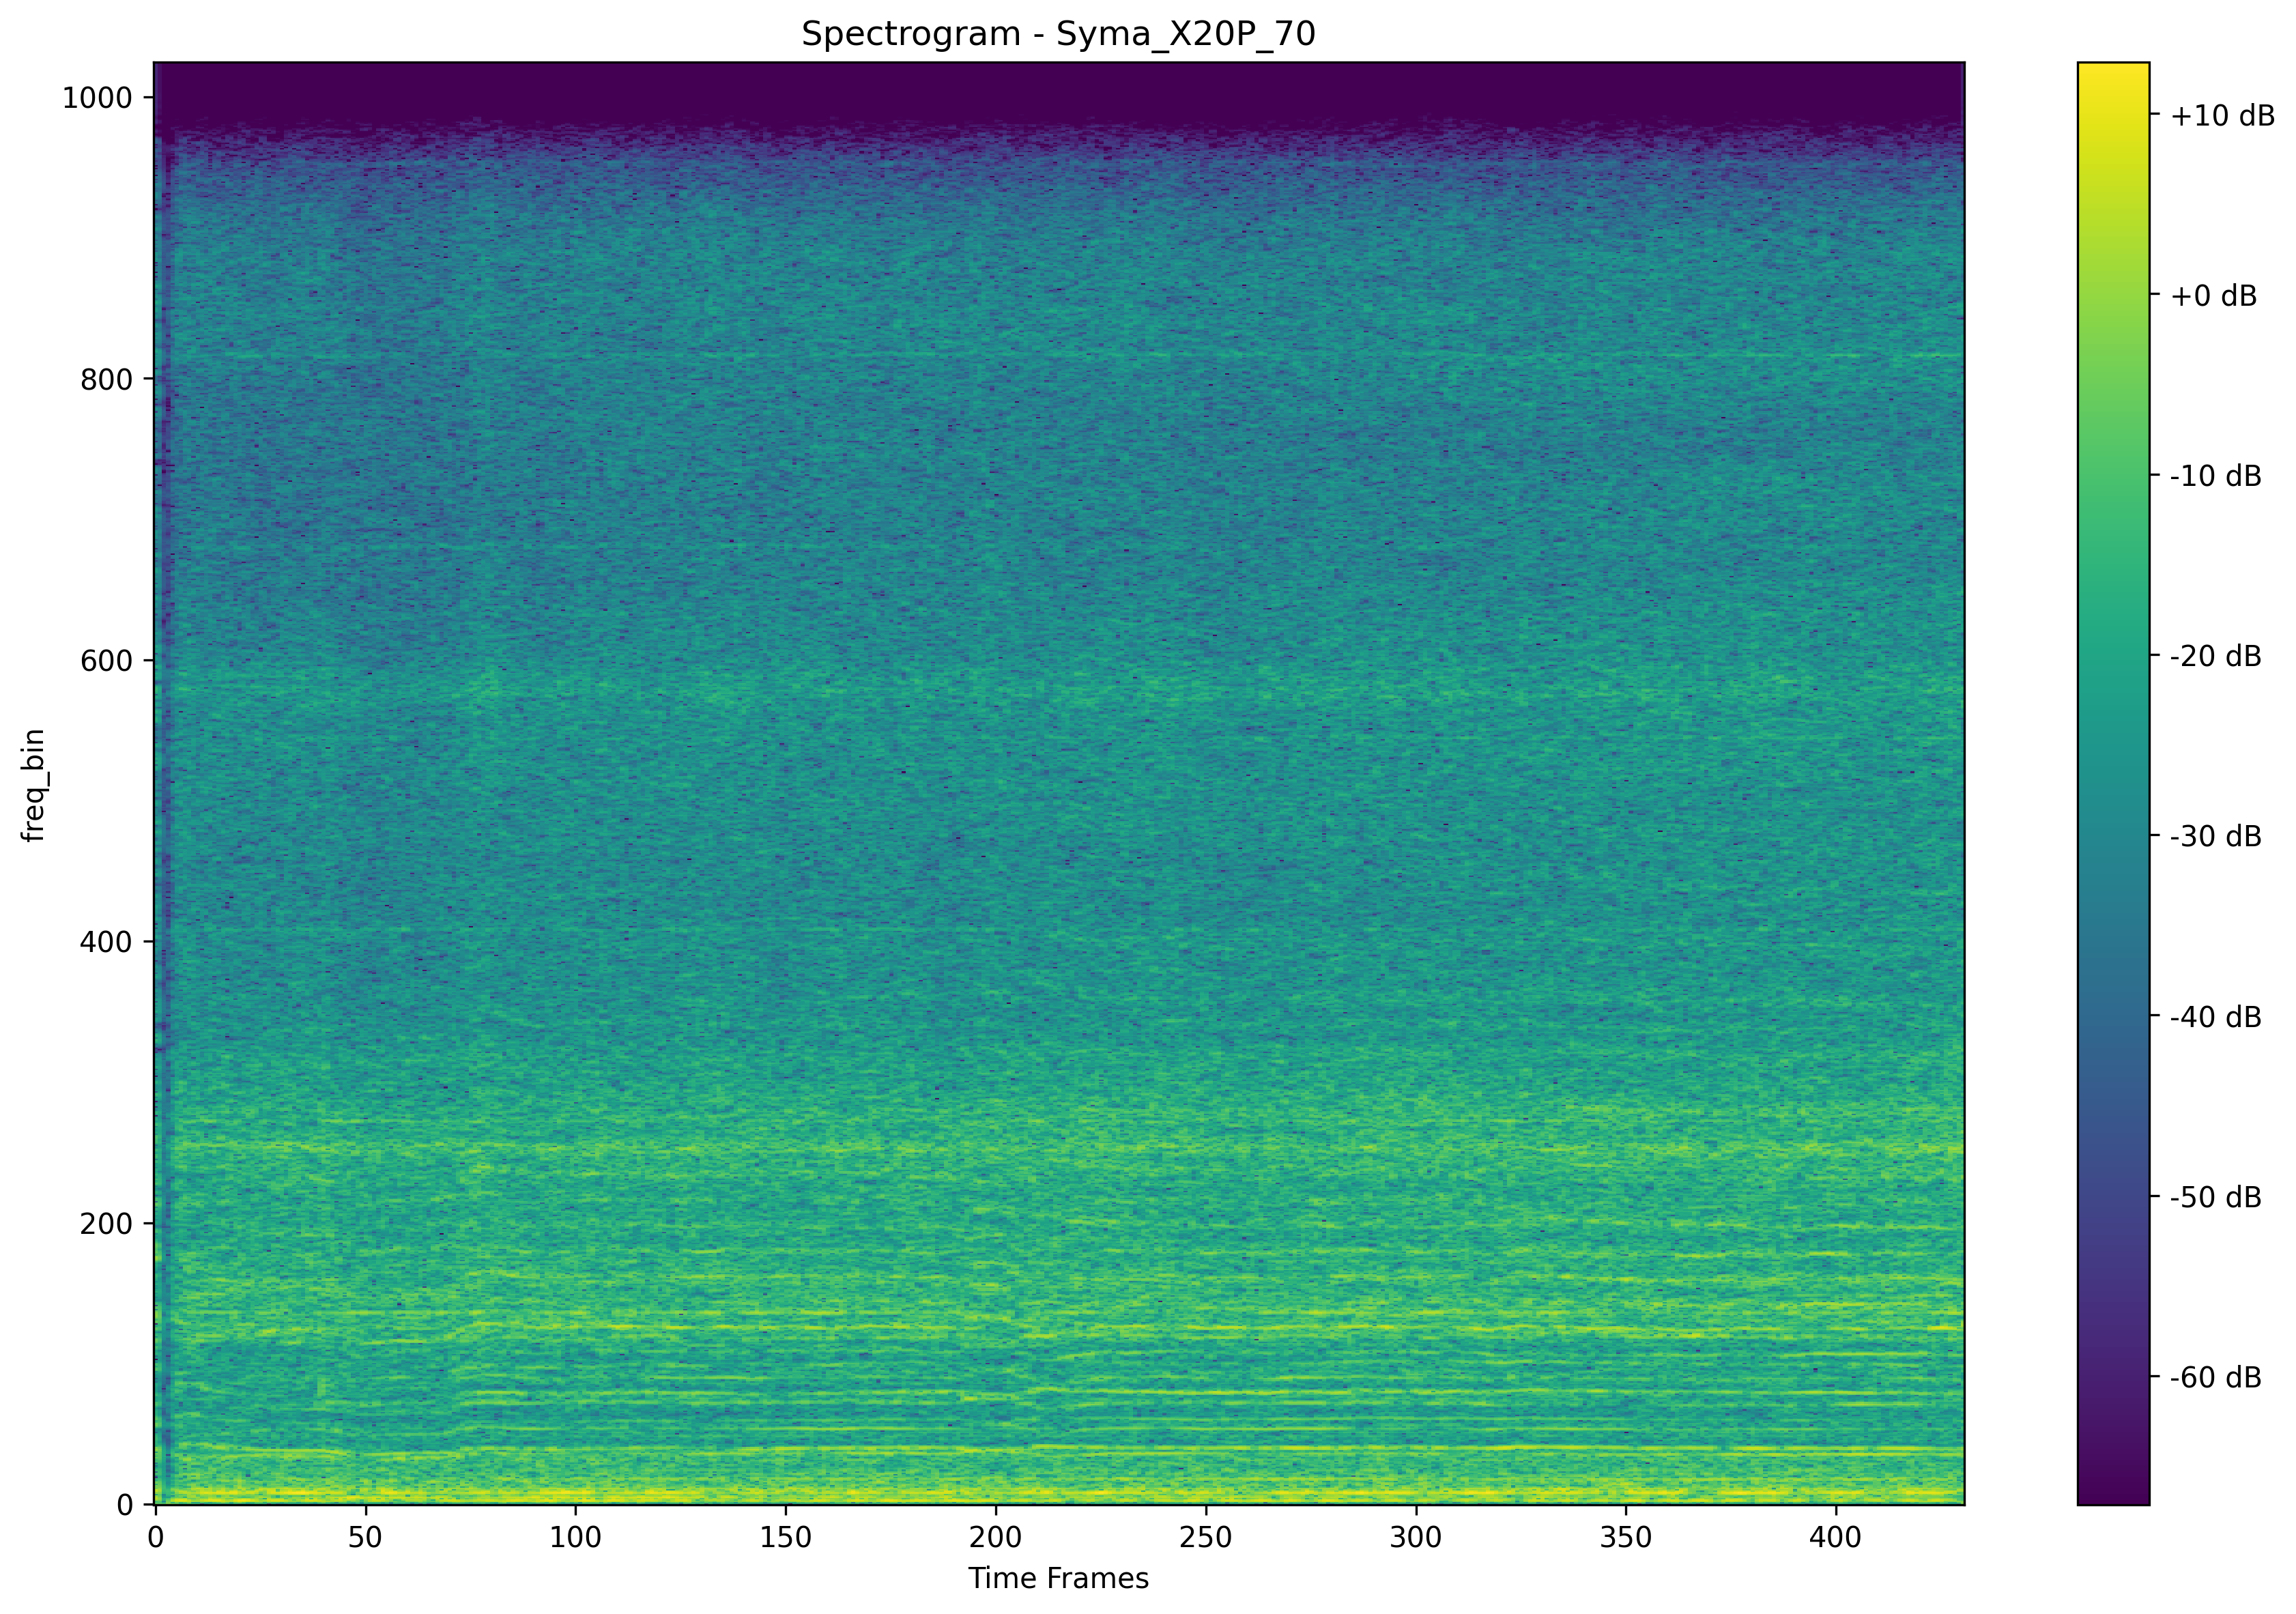 Spectrogram - Syma_X20P_70
freq_bin
1000
800
600
400
200
0
0 50 100 150 200 250 300 350 400
Time Frames
+10 dB
+0 dB
-10 dB
-20 dB
-30 dB
-40 dB
-50 dB
-60 dB